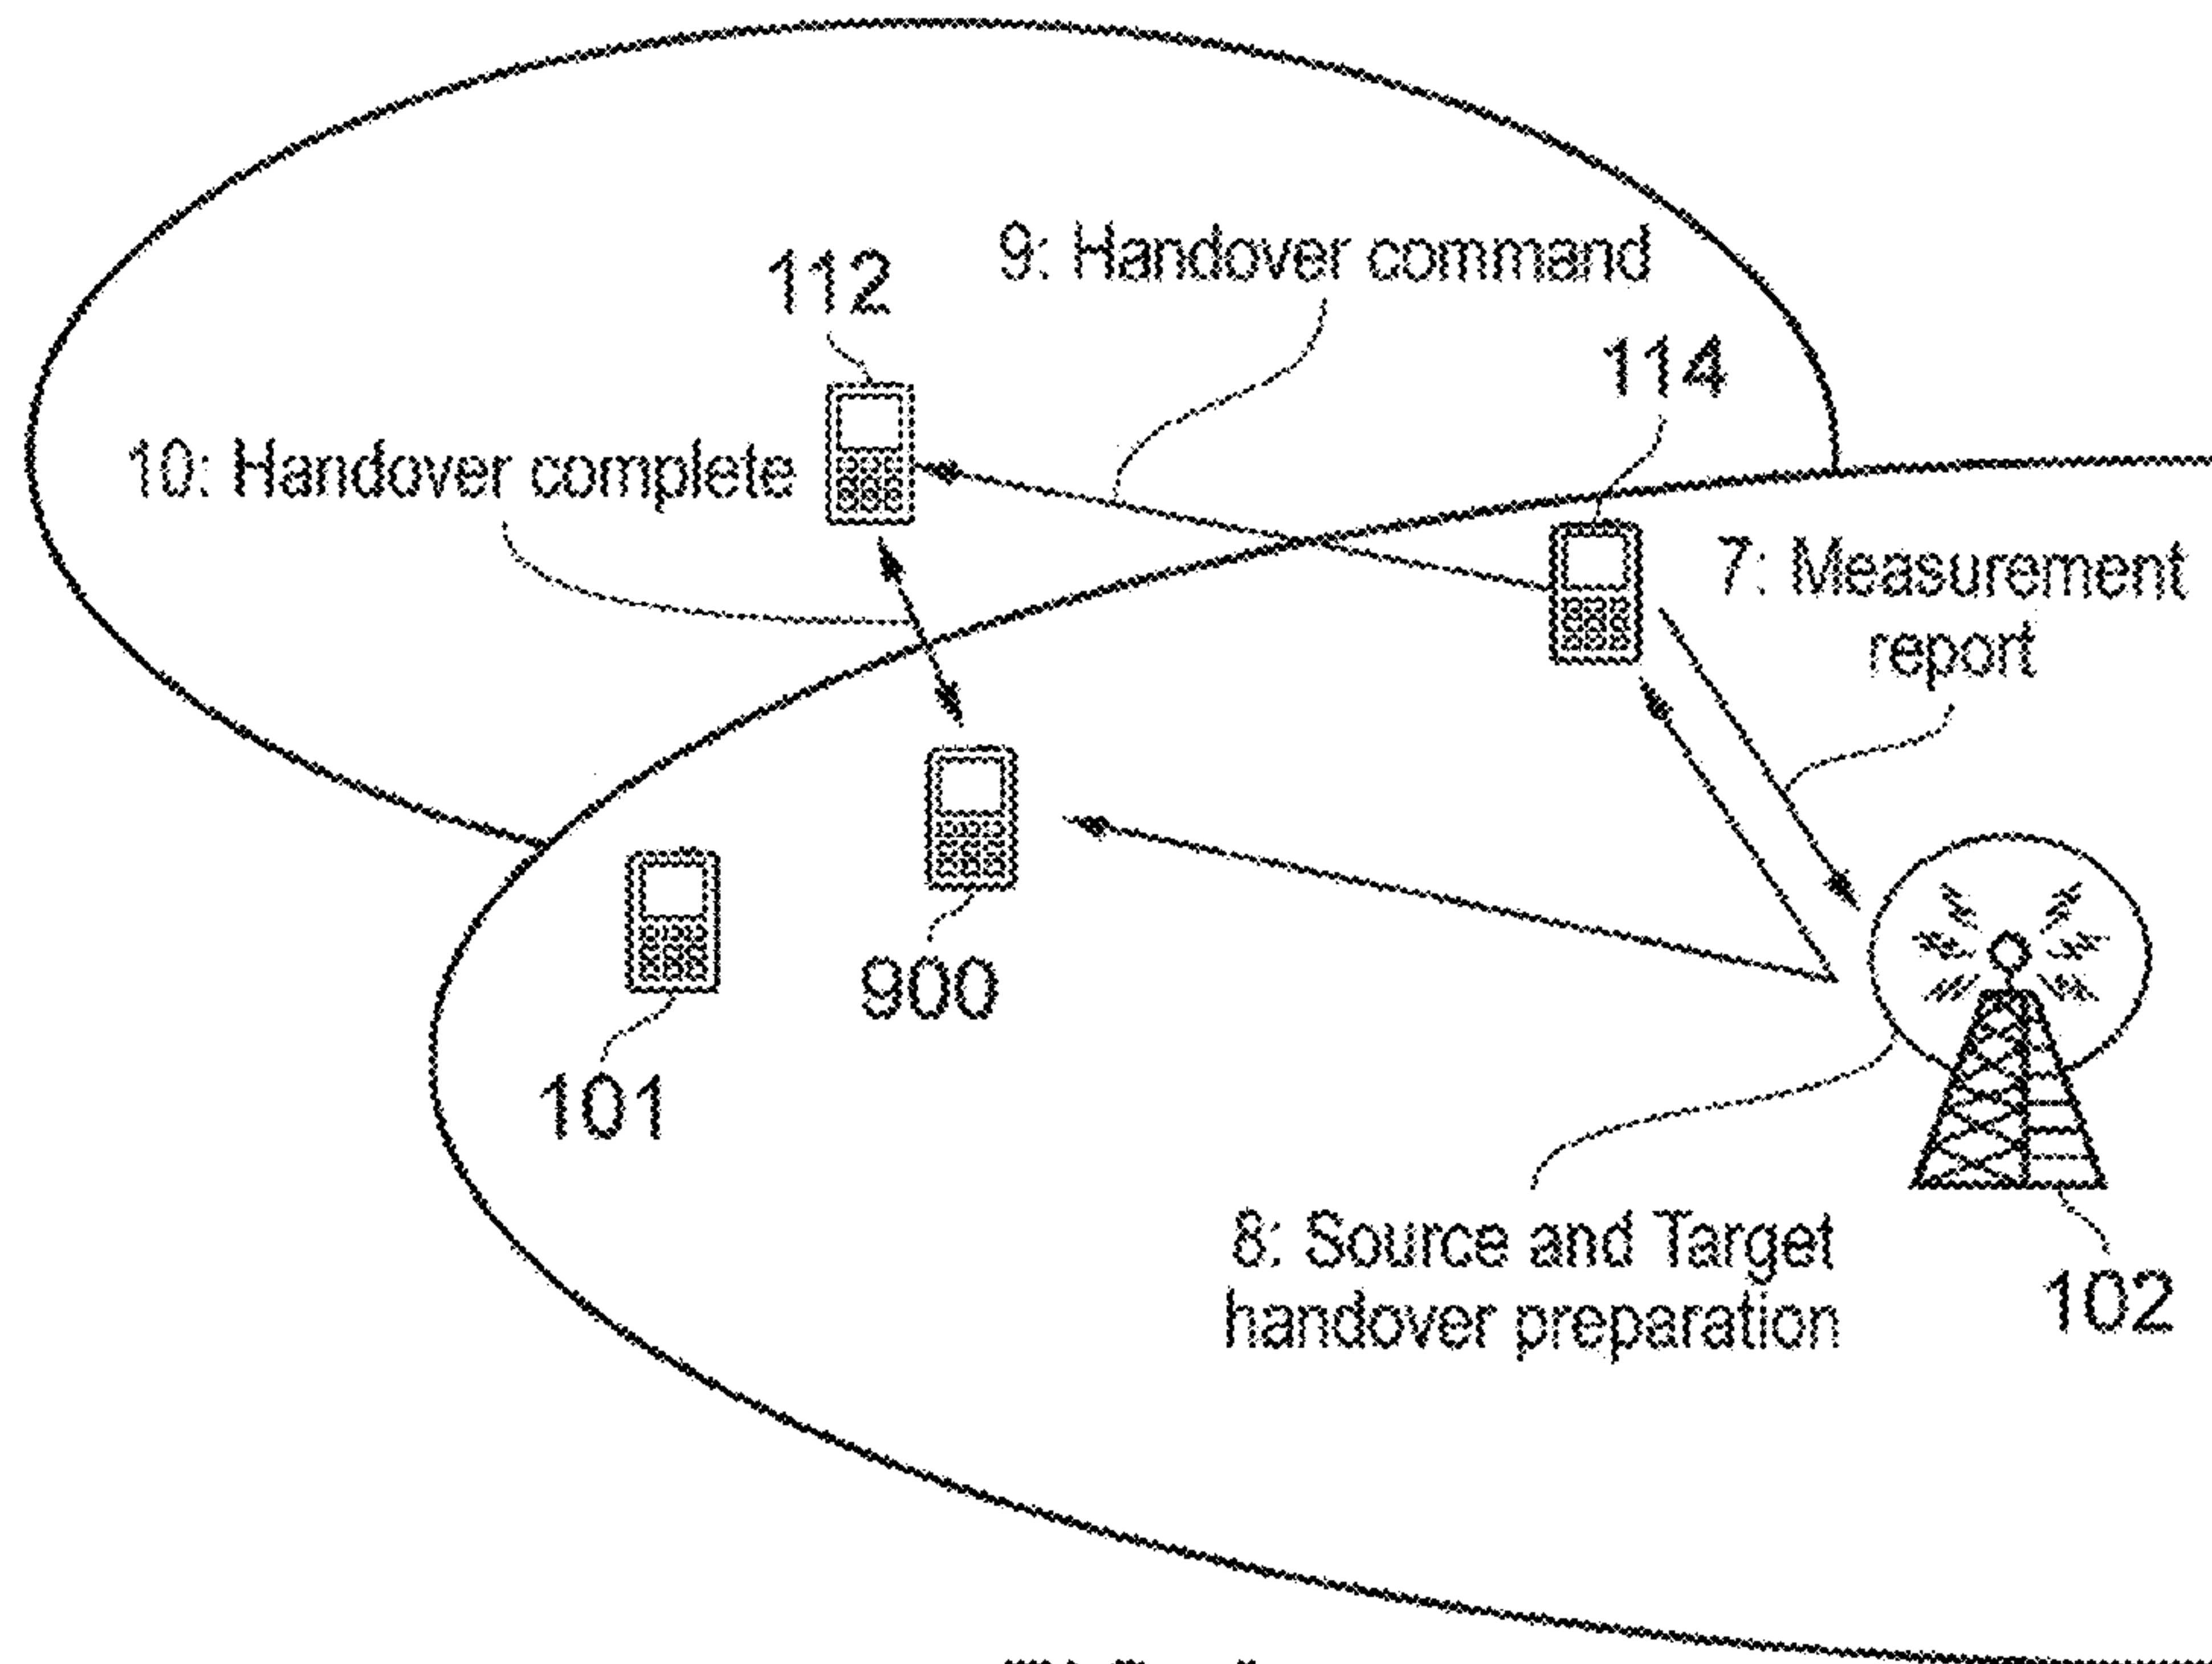 9: Handover command
112
114
10: Handover complete
7: Measurement
report
900
101
8: Source and Target
handover preparation
102